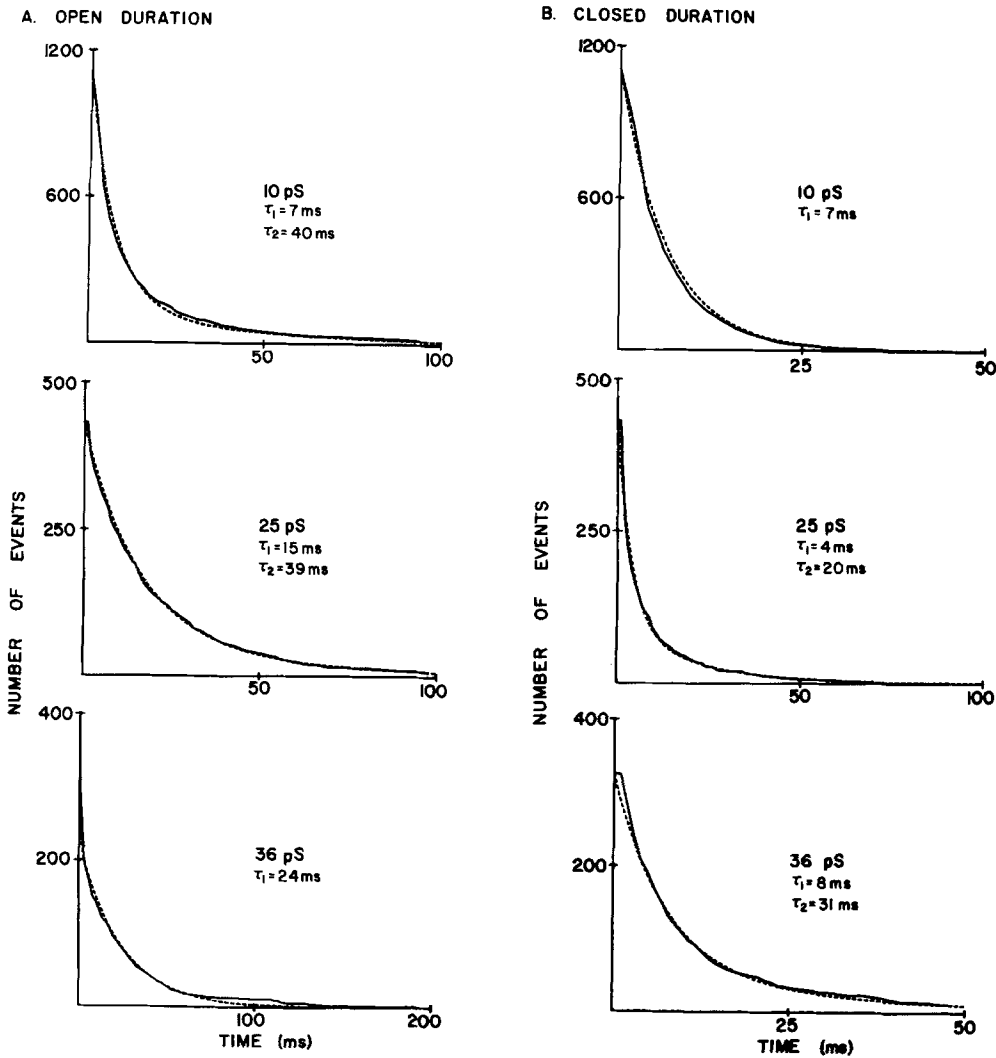 A. OPEN DURATION
1200
600
10 pS
τ1 = 7 ms
τ2 = 40 ms
50
100
500
250
25 pS
τ1 = 15 ms
τ2 = 39 ms
50
100
400
200
36 pS
τ1 = 24 ms
100
200
NUMBER OF EVENTS
TIME (ms)
B. CLOSED DURATION
1200
600
10 pS
τ1 = 7 ms
25
50
500
250
25 pS
τ1 = 4 ms
τ2 = 20 ms
50
100
400
200
36 pS
τ1 = 8 ms
τ2 = 31 ms
25
50
NUMBER OF EVENTS
TIME (ms)